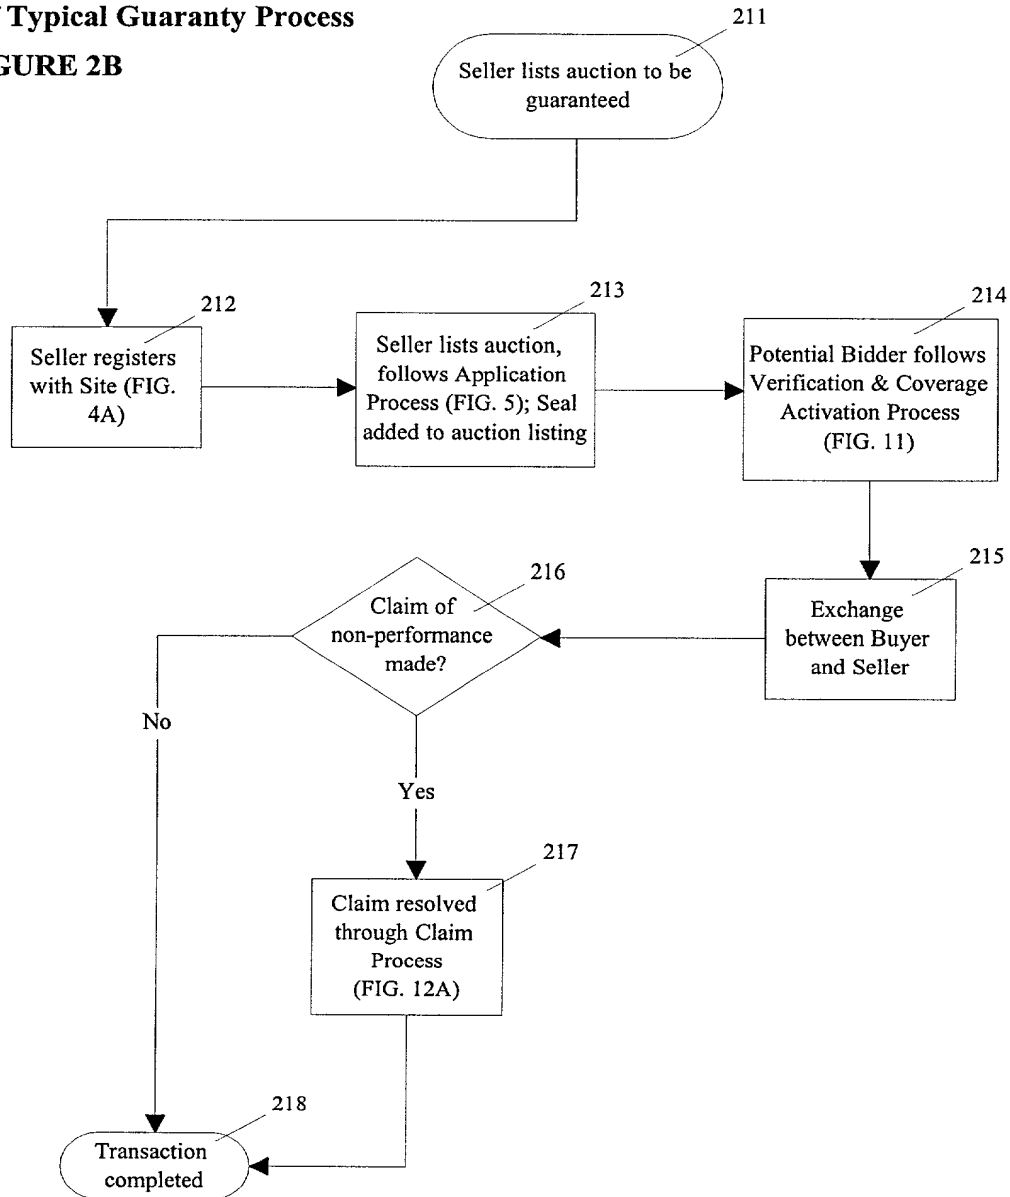 Typical Guaranty Process
GURE 2B
211
Seller lists auction to be
guaranteed
212
Seller registers
with Site (FIG.
4A)
213
Seller lists auction,
follows Application
Process (FIG. 5); Seal
added to auction listing
214
Potential Bidder follows
Verification & Coverage
Activation Process
(FIG. 11)
215
Exchange
between Buyer
and Seller
216
Claim of
non-performance
made?
No
Yes
217
Claim resolved
through Claim
Process
(FIG. 12A)
218
Transaction
completed